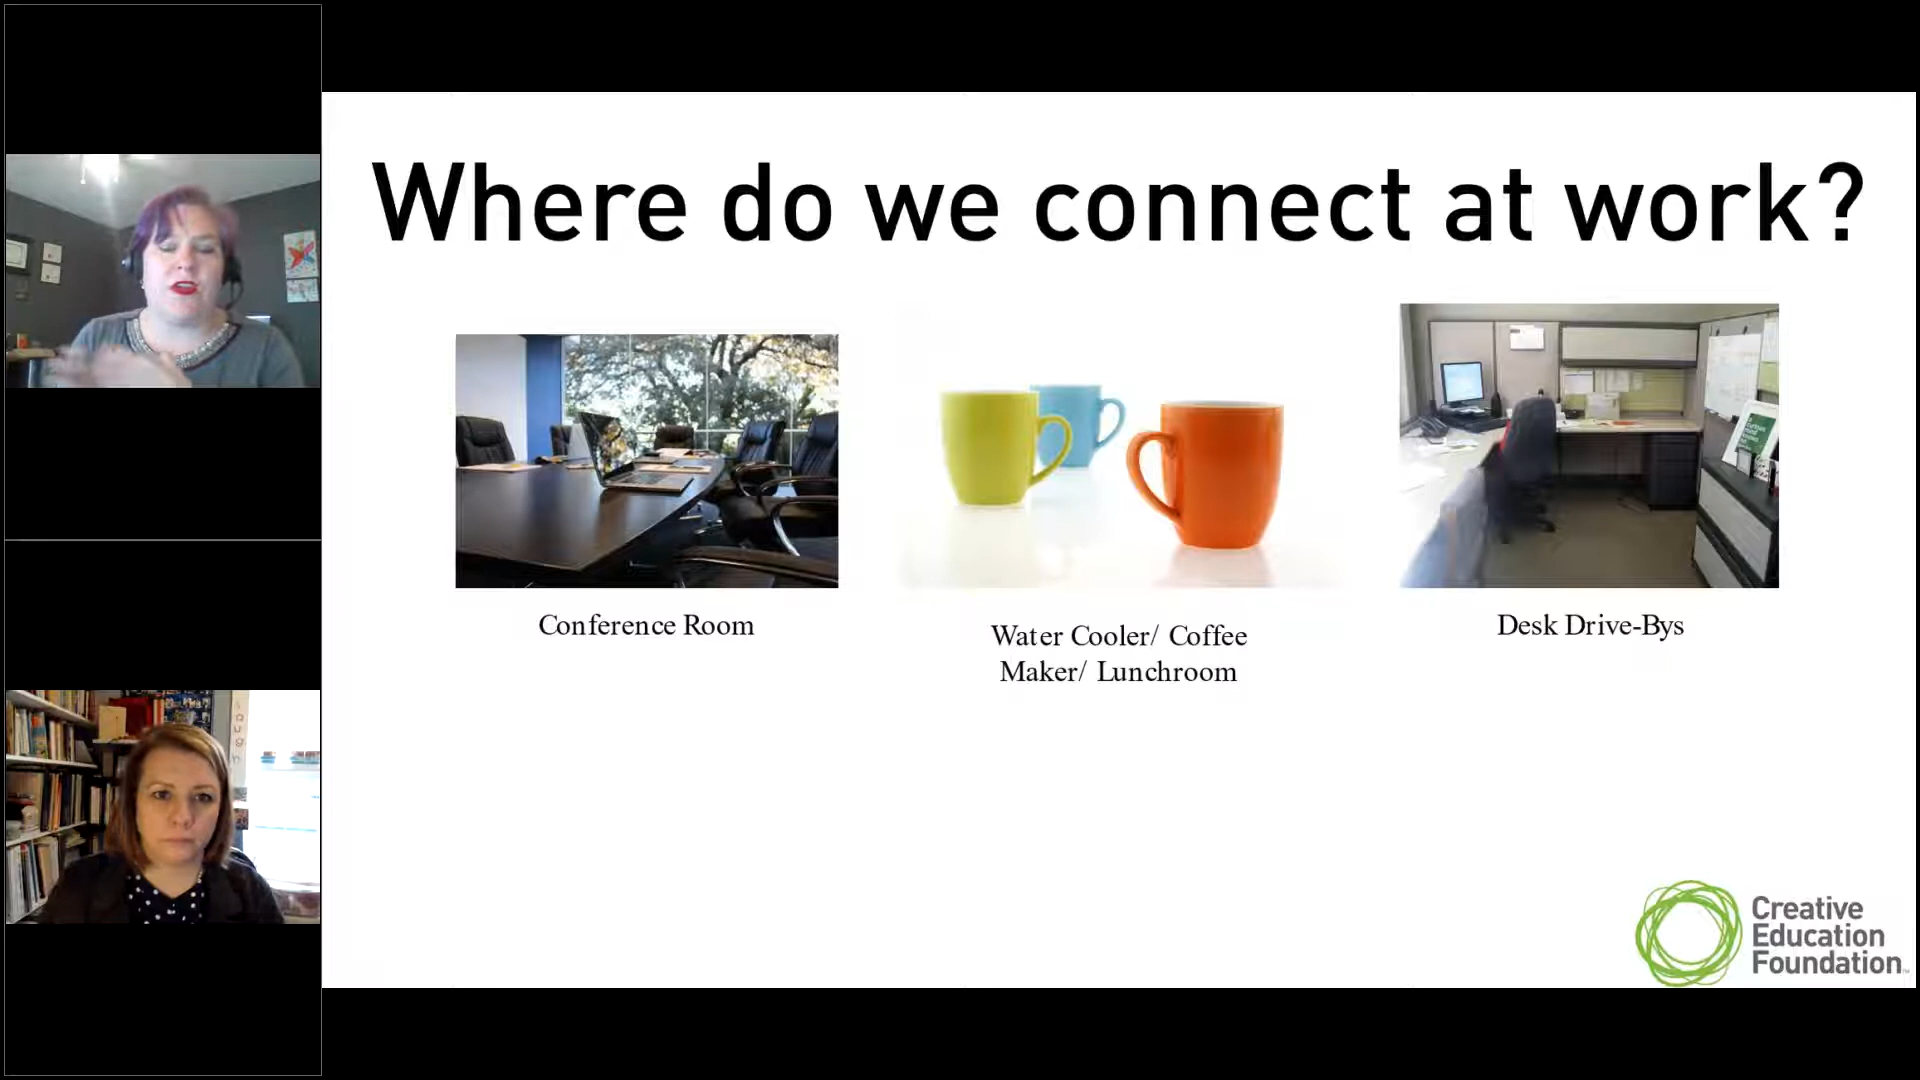 Where do we connect at work?
Conference Room
Water Cooler/ Coffee
Maker/ Lunchroom
Desk Drive-Bys
Creative
Education
Foundation